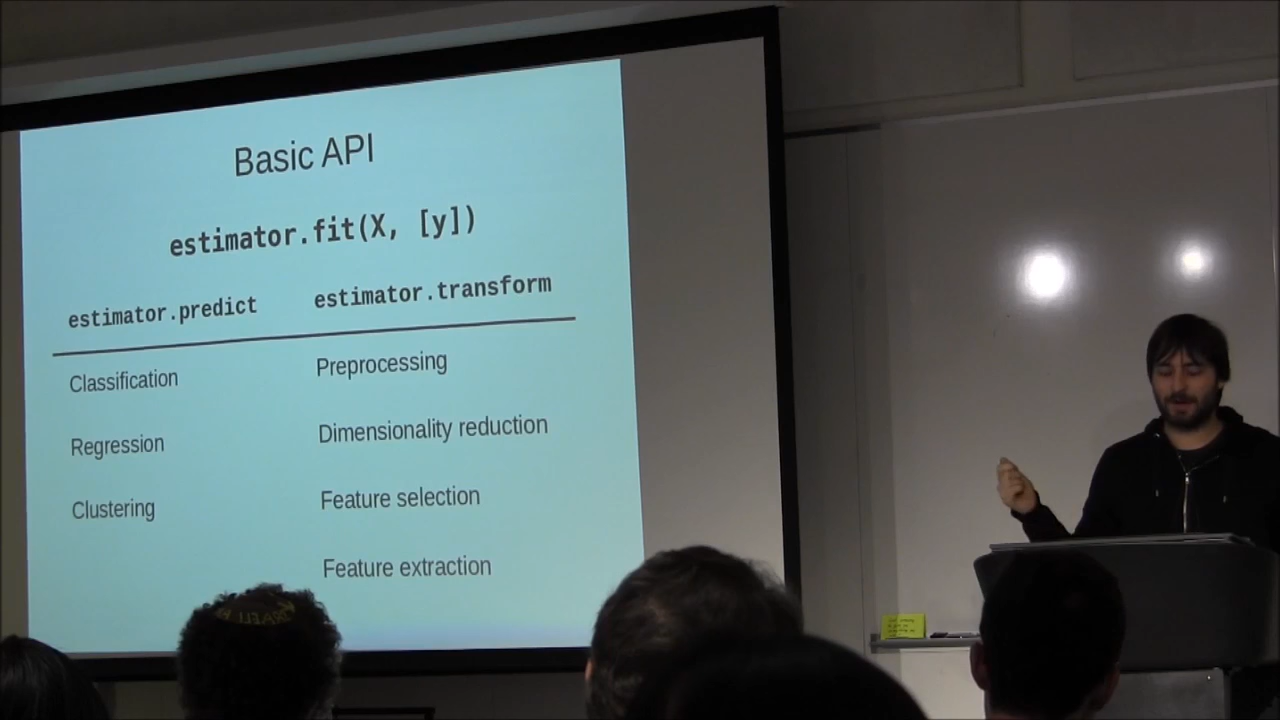 Basic API
estimator.fit(X, [y])
estimator.predict estimator.transform
Classification Preprocessing
Regression Dimensionality reduction
Clustering Feature selection
Feature extraction